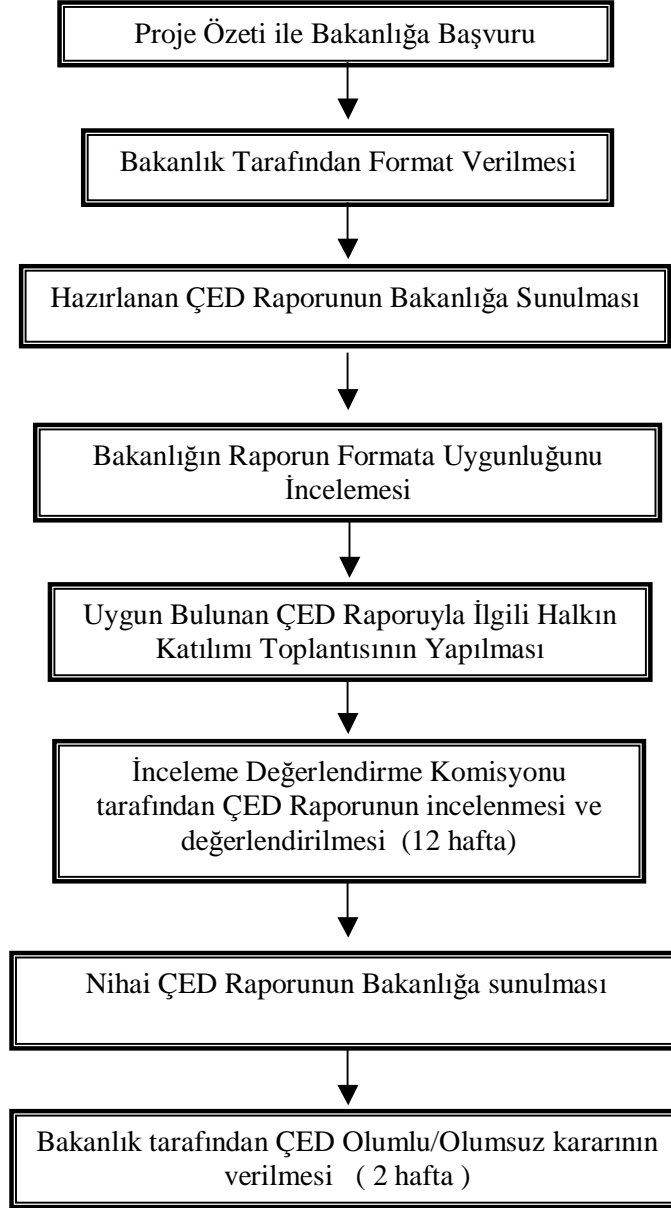 Proje Özeti ile Bakanlığa Başvuru
Bakanlık Tarafından Format Verilmesi
Hazırlanan ÇED Raporunun Bakanlığa Sunulması
Bakanlığın Raporun Formata Uygunluğunu
İncelemesi
Uygun Bulunan ÇED Raporuyla İlgili Halkın
Katılımı Toplantısının Yapılması
İnceleme Değerlendirme Komisyonu
tarafından ÇED Raporunun incelenmesi ve
değerlendirilmesi (12 hafta)
Nihai ÇED Raporunun Bakanlığa sunulması
Bakanlık tarafından ÇED Olumlu/Olumsuz kararının
verilmesi ( 2 hafta )